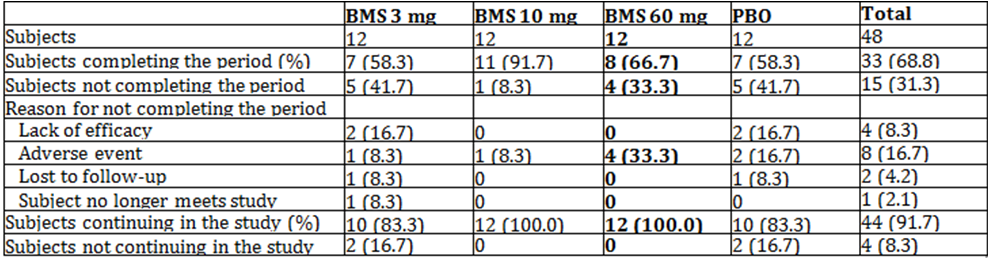 BMS 3 mg BMS 10 mg BMS 60 mg PBO Total
Subjects 12 12 12 12 48
Subjects completing the period (%) 7 (58.3) 11 (91.7) 8 (66.7) 7 (58.3) 33 (68.8)
Subjects not completing the period 5 (41.7) 1 (8.3) 4 (33.3) 5 (41.7) 15 (31.3)
Reason for not completing the period
Lack of efficacy 2 (16.7) 0 0 2 (16.7) 4 (8.3)
Adverse event 1 (8.3) 1 (8.3) 4 (33.3) 2 (16.7) 8 (16.7)
Lost to follow-up 1 (8.3) 0 0 1 (8.3) 2 (4.2)
Subject no longer meets study 1 (8.3) 0 0 0 1 (2.1)
Subjects continuing in the study (%) 10 (83.3) 12 (100.0) 12 (100.0) 10 (83.3) 44 (91.7)
Subjects not continuing in the study 2 (16.7) 0 0 2 (16.7) 4 (8.3)